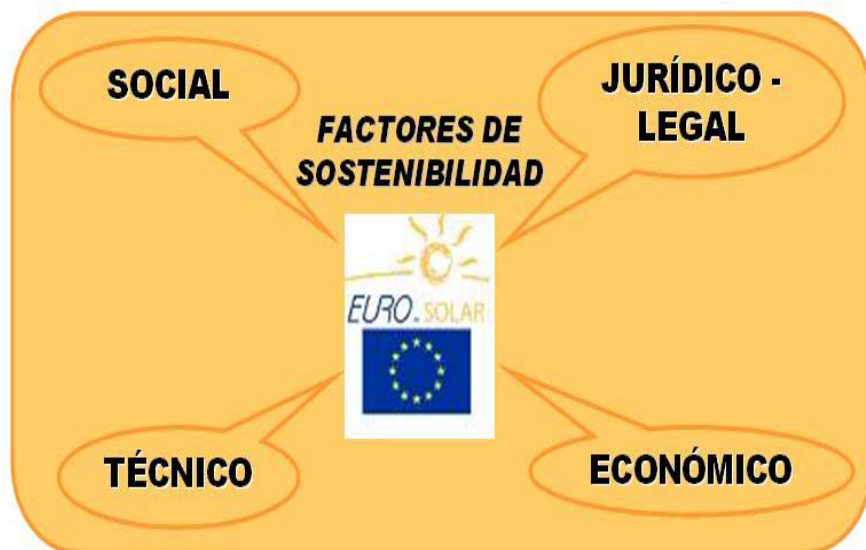 SOCIAL
JURÍDICO -
LEGAL
FACTORES DE
SOSTENIBILIDAD
EURO-SOLAR
TÉCNICO
ECONÓMICO